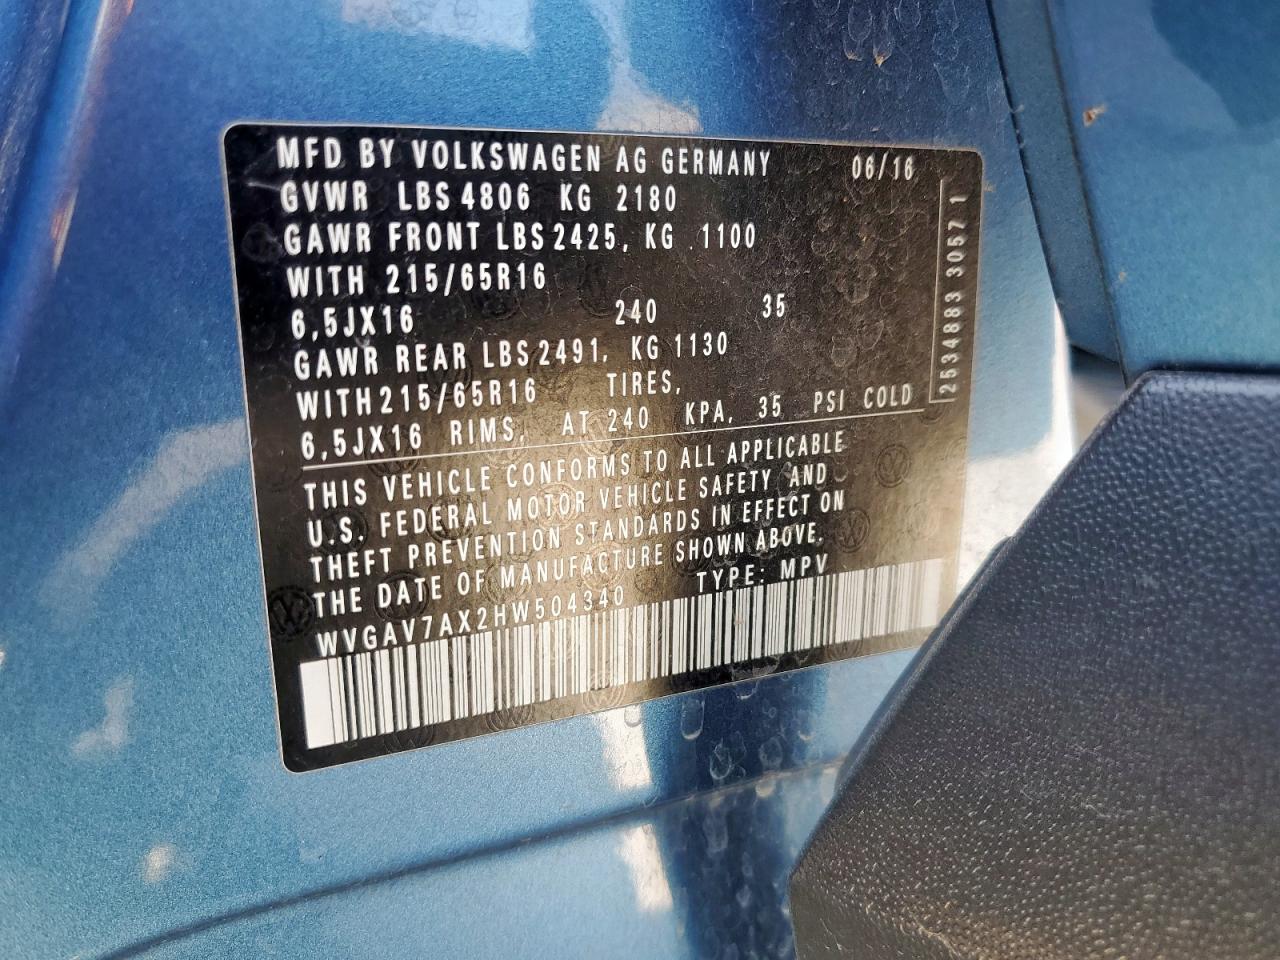 MFD BY VOLKSWAGEN AG GERMANY 06/16
GVWR LBS 4806 KG 2180
GAWR FRONT LBS 2425, KG 1100
WITH 215/65R16
6,5JX16 240 35
GAWR REAR LBS 2491, KG 1130
WITH 215/65R16 TIRES,
6,5JX16 RIMS, AT 240 KPA, 35 PSI COLD
THIS VEHICLE CONFORMS TO ALL APPLICABLE
U.S. FEDERAL MOTOR VEHICLE SAFETY AND
THEFT PREVENTION STANDARDS IN EFFECT ON
THE DATE OF MANUFACTURE SHOWN ABOVE.
WVGAV7AX2HW504340 TYPE: MPV
2534883 3057 1